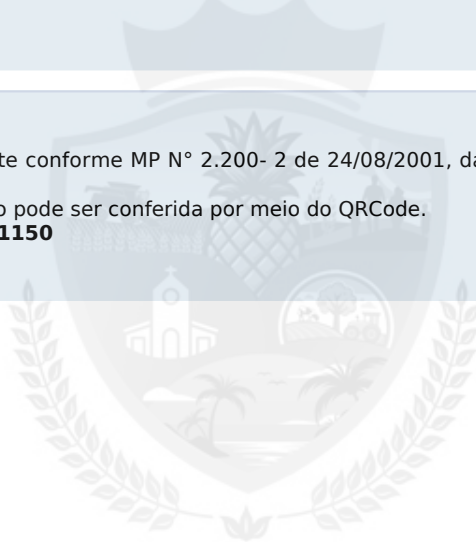 te conforme MP N° 2.200- 2 de 24/08/2001, da
o pode ser conferida por meio do QRCode.
1150